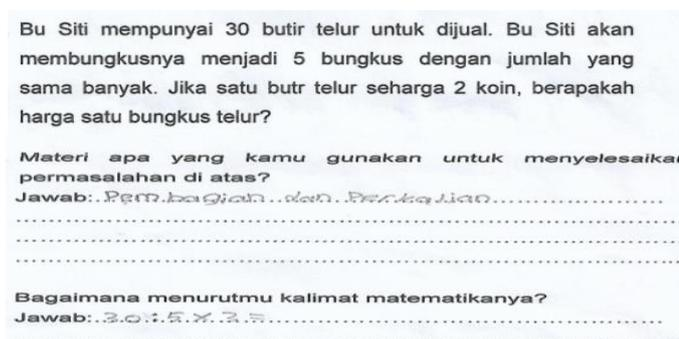 Bu Siti mempunyai 30 butir telur untuk dijual. Bu Siti akan
membungkusnya menjadi 5 bungkus dengan jumlah yang
sama banyak. Jika satu butr telur seharga 2 koin, berapakah
harga satu bungkus telur?
Materi apa yang kamu gunakan untuk menyelesaika
permasalahan di atas?
Jawab: Pembagian dan Perkalian
Bagaimana menurutmu kalimat matematikanya?
Jawab: 30 : 5 x 2 =